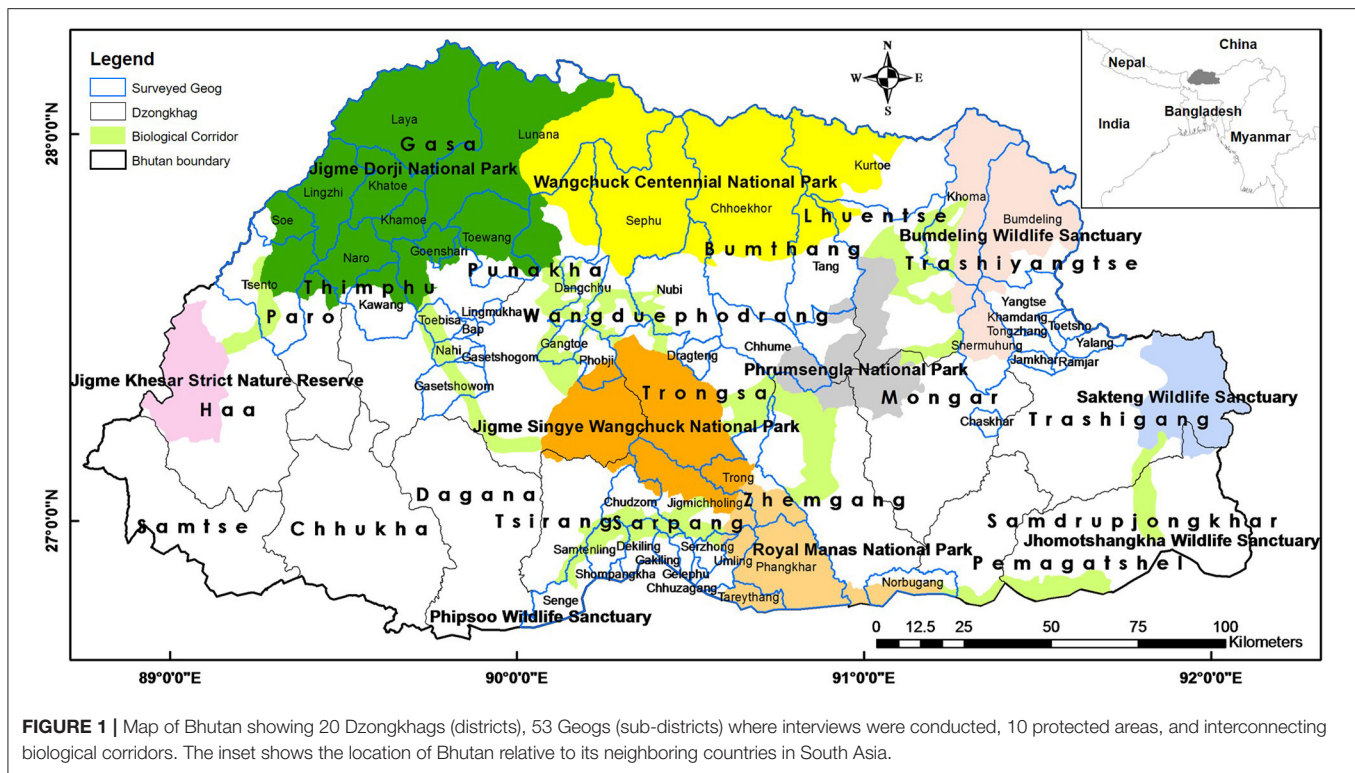 Legend
Surveyed Geog
Dzongkhag
Biological Corridor
Bhutan boundary
N
W E
S
China
Nepal
Bangladesh
India
Myanmar
28°0'0"N
27°0'0"N
Laya
Lunana
Gasa
Jigme Dorji National Park
Lingzhi
Khatoe
Soe
Khamoe
Goenshari
Toewang
Naro
Wangchuck Centennial National Park
Kurtoe
Sephu
Chhoekhor
Lhuentse
Khoma
Bumdeling
Bumdeling Wildlife Sanctuary
Bumthang
Tang
Trashiyangtse
Punakha
Tsento
Thimphu
Kawang
Dangchhu
Nubi
Paro
Toebisa
Lingmukha
Bap
Wangduephodrang
Yangtse
Khamdang
Tongzhang
Toetsho
Yalang
Shermuhung
Jamkhar
Ramjar
Nahi
Gasetshogom
Gangtoe
Phobji
Dragteng
Chhume
Phrumsengla National Park
Jigme Khesar Strict Nature Reserve
Haa
Gasetshowom
Trongsa
Mongar
Sakteng Wildlife Sanctuary
Trashigang
Chaskhar
Jigme Singye Wangchuck National Park
Trong
Dagana
Chudzom
Jigmichholing
Zhemgang
Samtse
Chhukha
Tsirang
Sarpang
Samdrupjongkhar
Samtenling
Dekiling
Serzhong
Gakiling
Umling
Royal Manas National Park
Phangkhar
Jhomotshangkha Wildlife Sanctuary
Pemagatshel
Shompangkha
Gelephu
Chhuzagang
Tareythang
Norbugang
Senge
Phipsoo Wildlife Sanctuary
0 12.5 25 50 75 100
Kilometers
89°0'0"E 90°0'0"E 91°0'0"E 92°0'0"E
FIGURE 1 | Map of Bhutan showing 20 Dzongkhags (districts), 53 Geogs (sub-districts) where interviews were conducted, 10 protected areas, and interconnecting
biological corridors. The inset shows the location of Bhutan relative to its neighboring countries in South Asia.